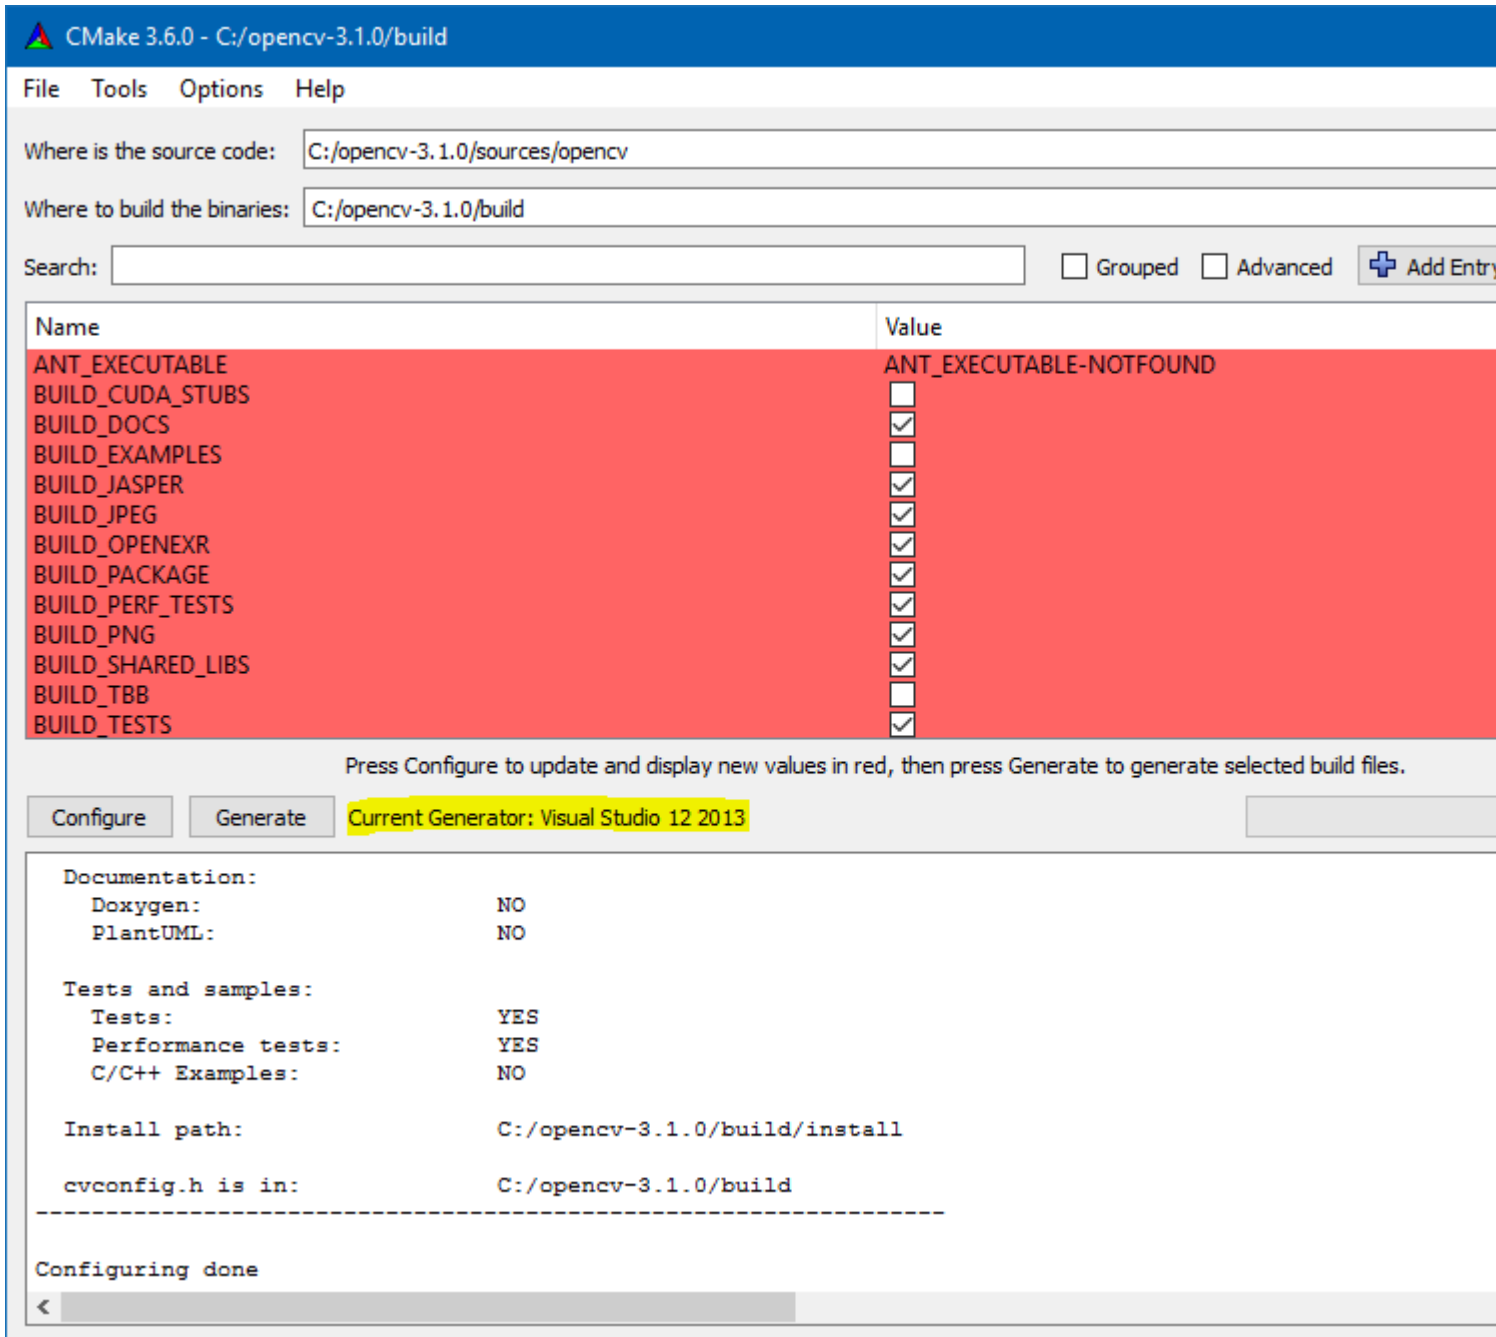 CMake 3.6.0 - C:/opencv-3.1.0/build
File Tools Options Help
Where is the source code: C:/opencv-3.1.0/sources/opencv
Where to build the binaries: C:/opencv-3.1.0/build
Search: Grouped Advanced Add Entry
Name Value
ANT_EXECUTABLE ANT_EXECUTABLE-NOTFOUND
BUILD_CUDA_STUBS
BUILD_DOCS
BUILD_EXAMPLES
BUILD_JASPER
BUILD_JPEG
BUILD_OPENEXR
BUILD_PACKAGE
BUILD_PERF_TESTS
BUILD_PNG
BUILD_SHARED_LIBS
BUILD_TBB
BUILD_TESTS
Press Configure to update and display new values in red, then press Generate to generate selected build files.
Configure Generate Current Generator: Visual Studio 12 2013
Documentation:
Doxygen: NO
PlantUML: NO
Tests and samples:
Tests: YES
Performance tests: YES
C/C++ Examples: NO
Install path: C:/opencv-3.1.0/build/install
cvconfig.h is in: C:/opencv-3.1.0/build
-----------------------------------------------------------------
Configuring done